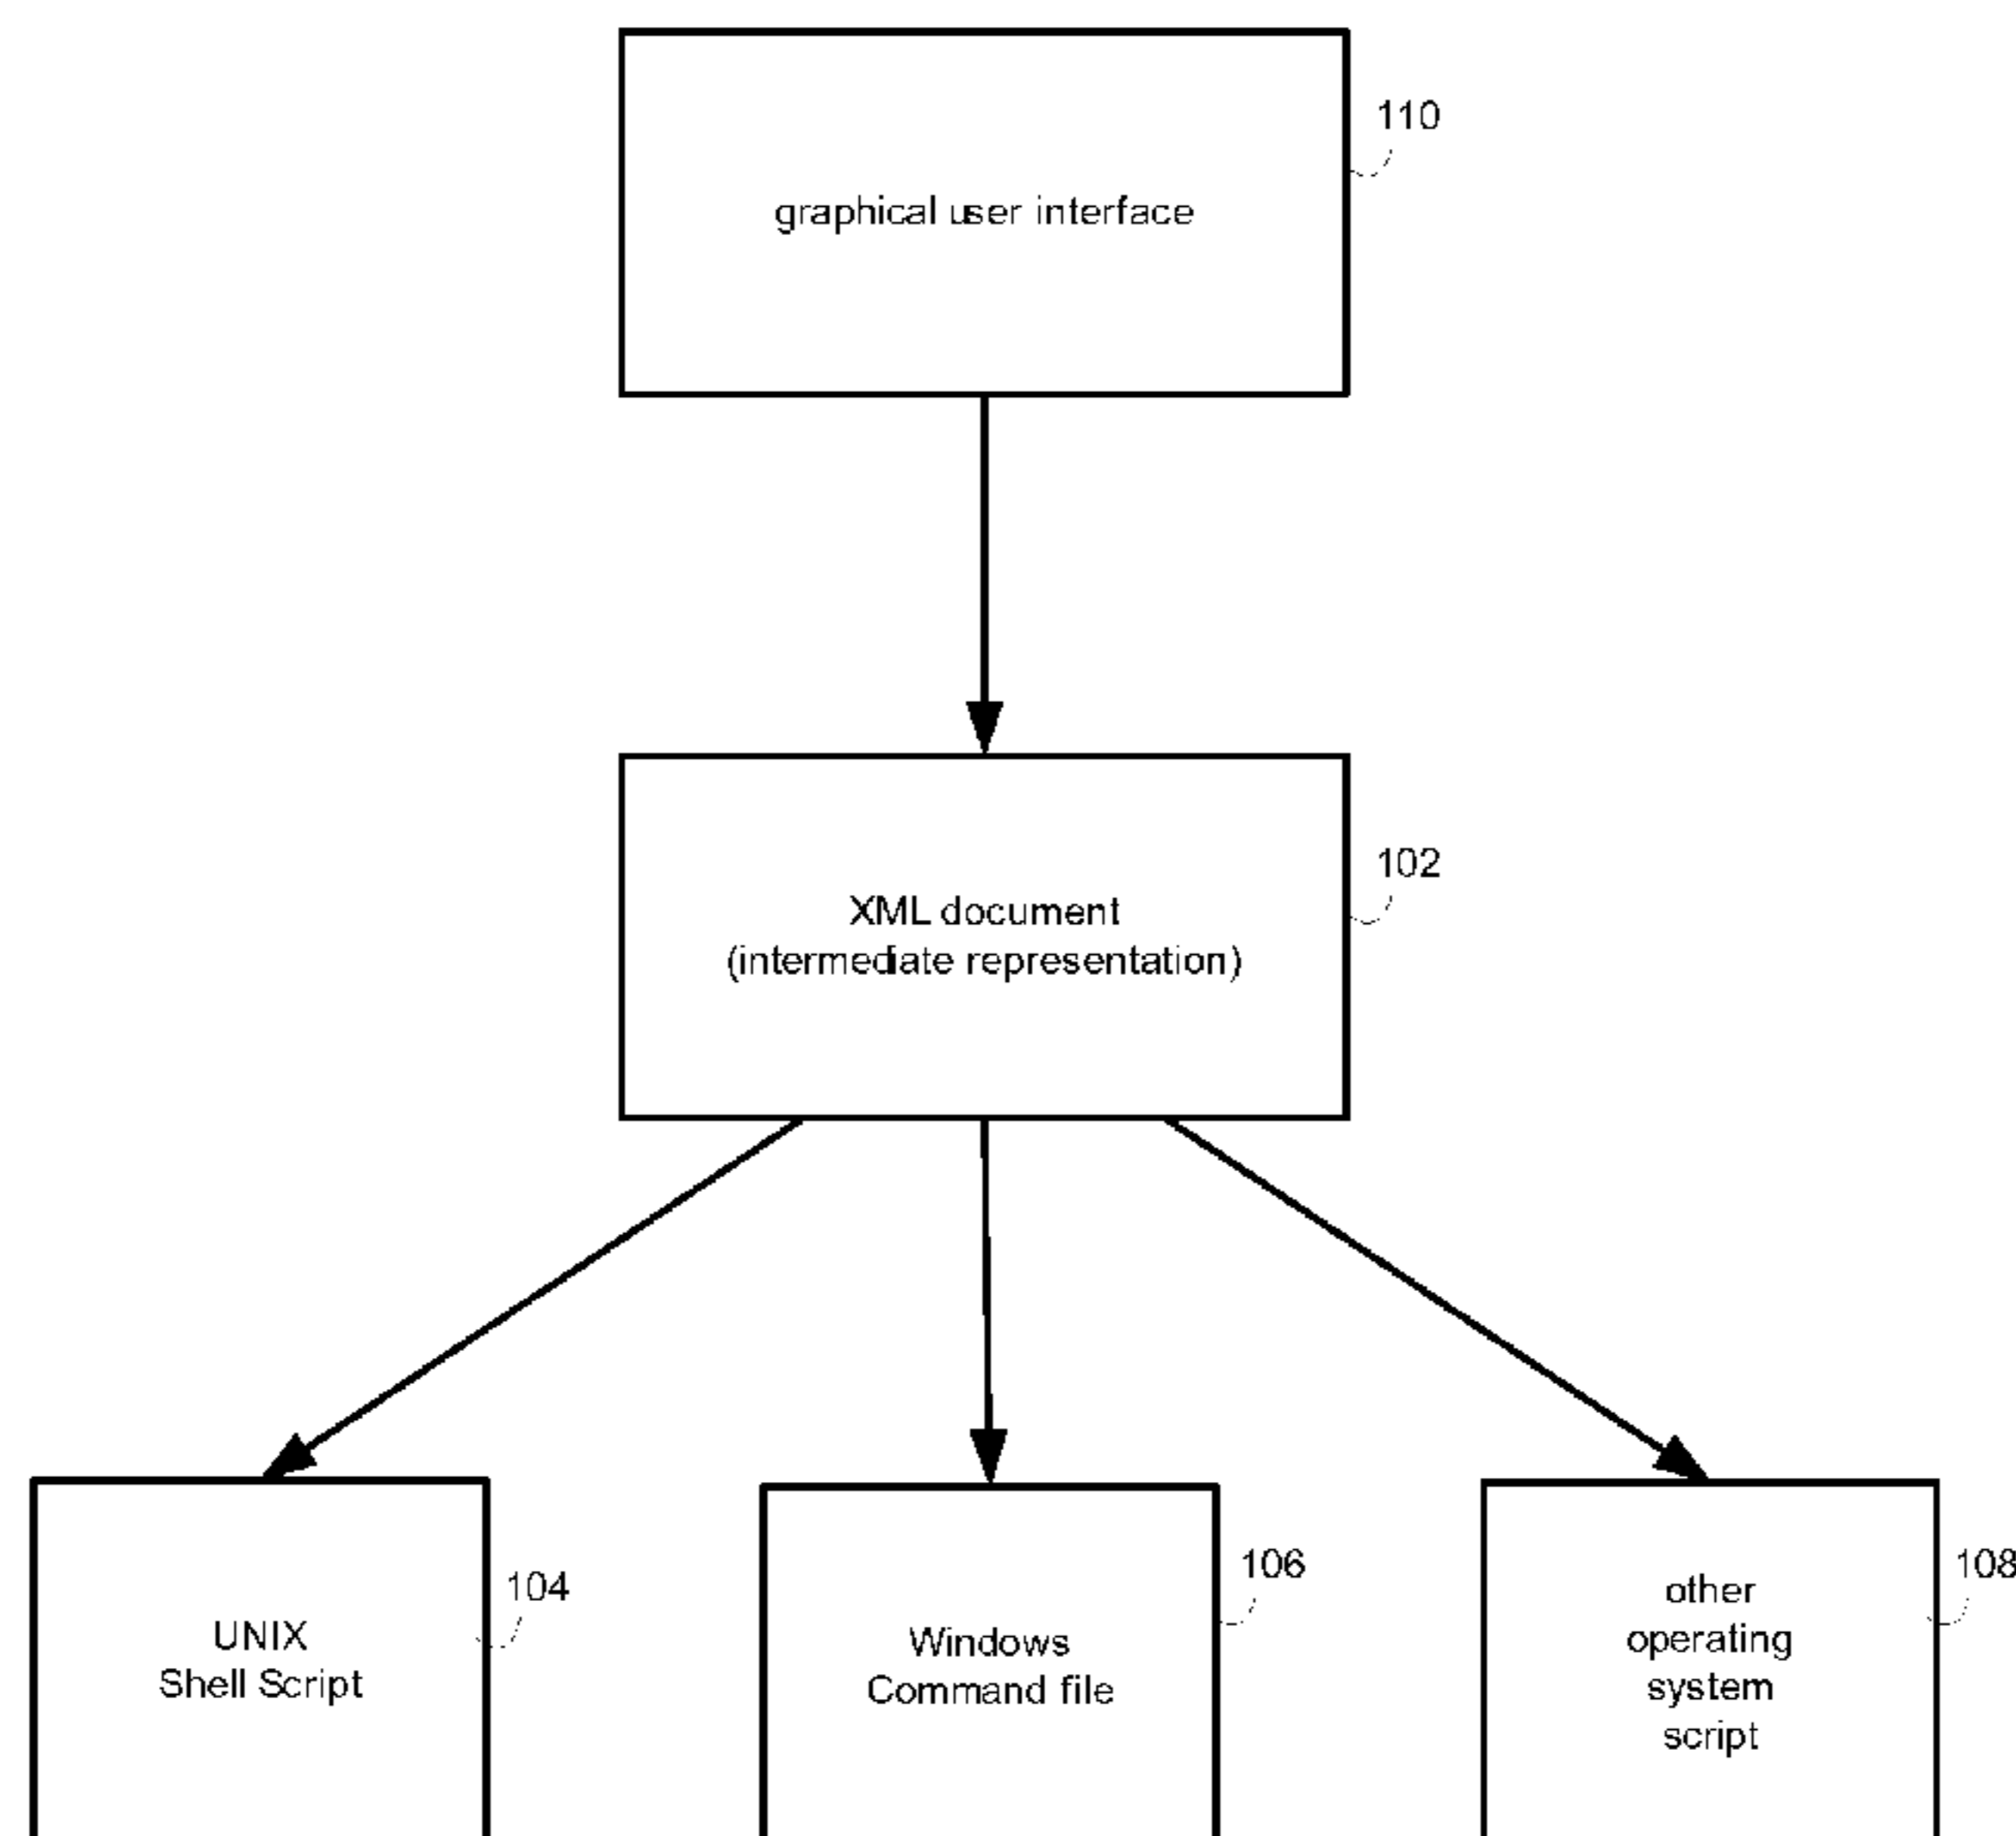 110
graphical user interface
102
XML document
(intermediate representation)
104
UNIX
Shell Script
106
Windows
Command file
108
other
operating
system
script